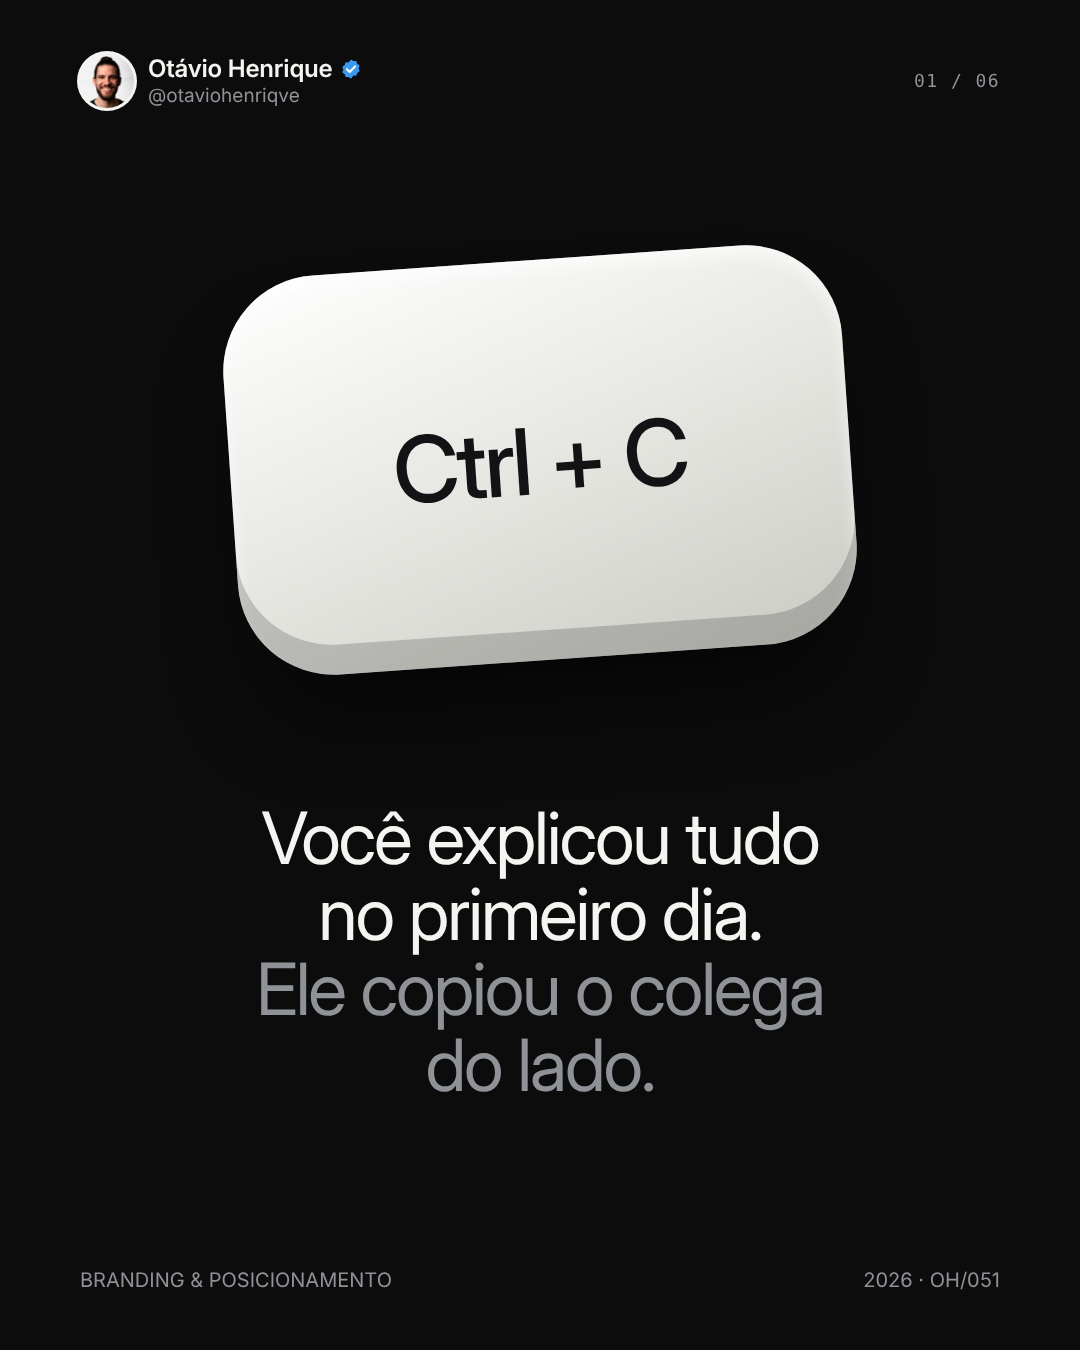 Otávio Henrique
@otaviohenriqve
01 / 06
Ctrl + C
Você explicou tudo
no primeiro dia.
Ele copiou o colega
do lado.
BRANDING & POSICIONAMENTO
2026 · OH/051